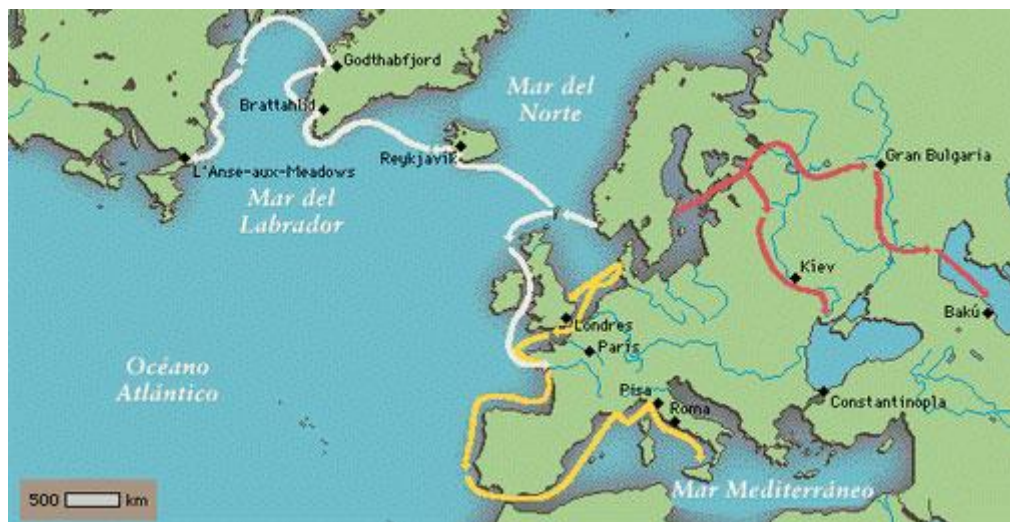 Godthabfjord
Mar del
Norte
Brattahlid
Reykjavik
L'Anse-aux-Meadows
Gran Bulgaria
Mar del
Labrador
Kiev
Bakú
Londres
París
Océano
Atlántico
Pisa
Roma
Constantinopla
Mar Mediterráneo
500 km